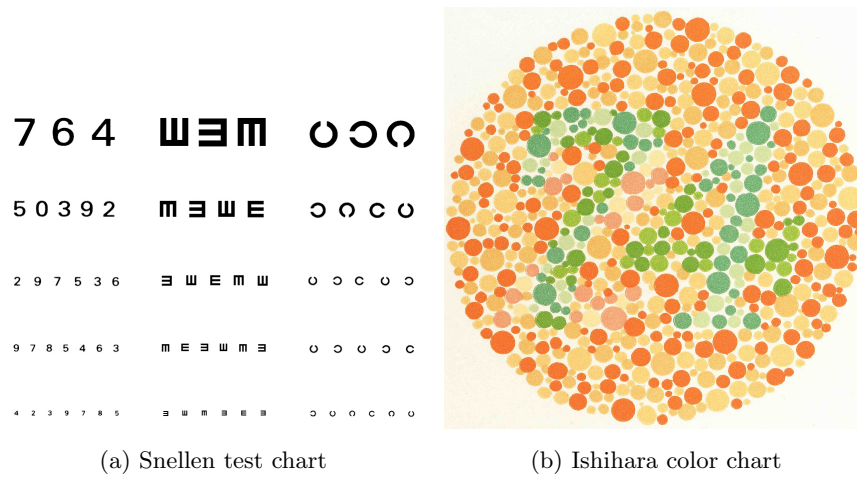 7 6 4
5 0 3 9 2
2 9 7 5 3 6
9 7 8 5 4 6 3
4 2 3 9 7 8 5
(a) Snellen test chart
(b) Ishihara color chart